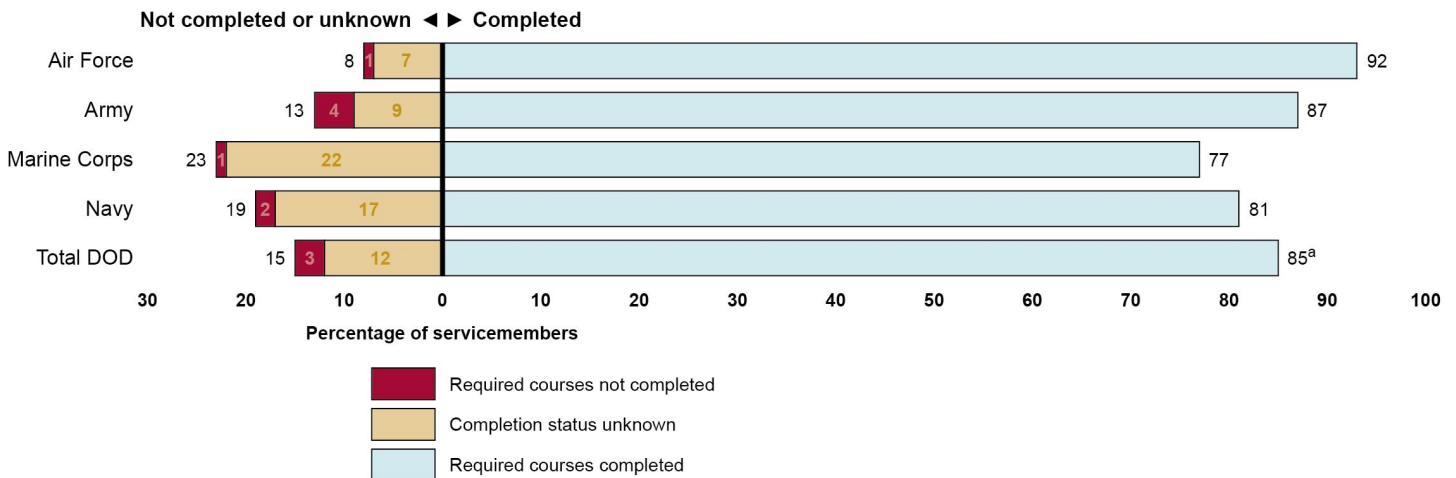 Not completed or unknown ◄ ► Completed
Air Force 8 1 7 92
Army 13 4 9 87
Marine Corps 23 1 22 77
Navy 19 2 17 81
Total DOD 15 3 12 85ª
30 20 10 0 10 20 30 40 50 60 70 80 90 100
Percentage of servicemembers
Required courses not completed
Completion status unknown
Required courses completed